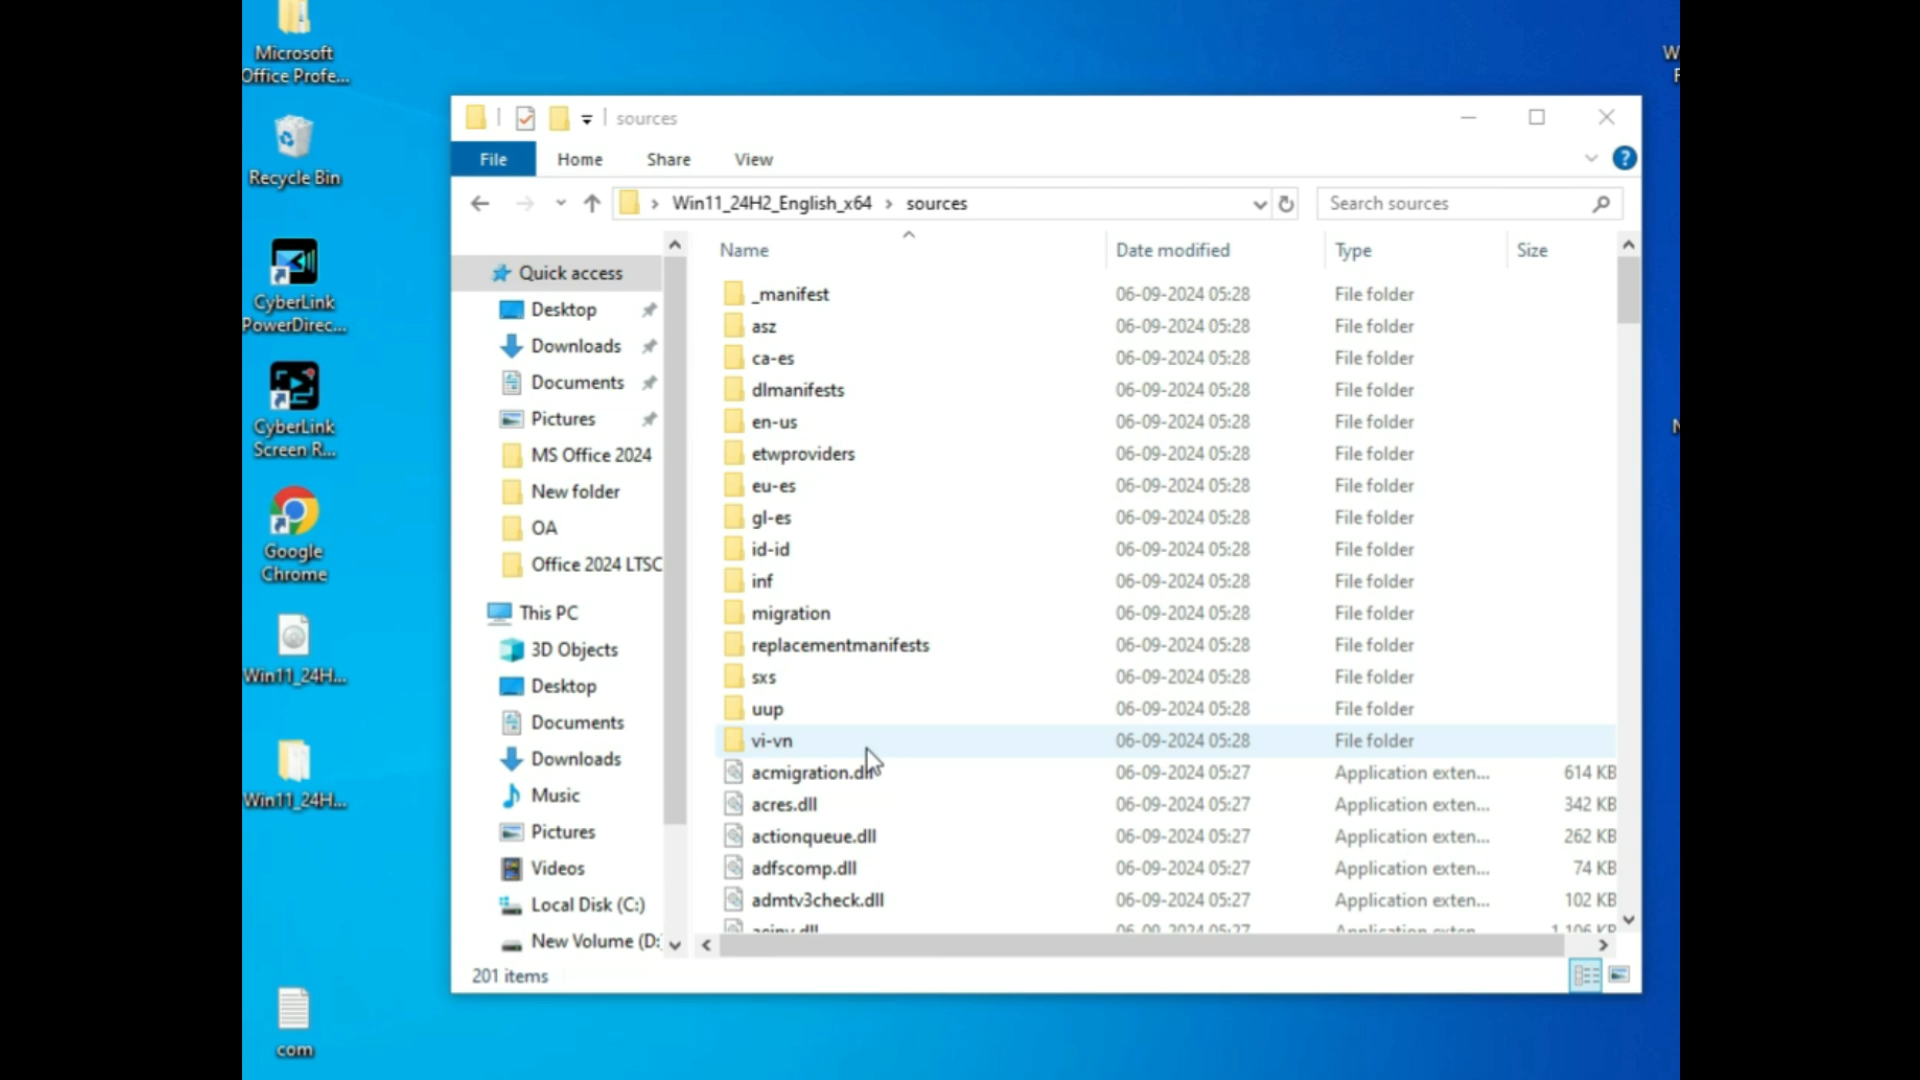 Microsoft
Office Profe...
Recycle Bin
CyberLink
PowerDirec...
CyberLink
Screen R...
Google
Chrome
Win11_24H...
Win11_24H...
com
sources
File Home Share View
Win11_24H2_English_x64 > sources
Search sources
Quick access
Desktop
Downloads
Documents
Pictures
MS Office 2024
New folder
OA
Office 2024 LTSC
This PC
3D Objects
Desktop
Documents
Downloads
Music
Pictures
Videos
Local Disk (C:)
New Volume (D:
Name Date modified Type Size
_manifest 06-09-2024 05:28 File folder
asz 06-09-2024 05:28 File folder
ca-es 06-09-2024 05:28 File folder
dlmanifests 06-09-2024 05:28 File folder
en-us 06-09-2024 05:28 File folder
etwproviders 06-09-2024 05:28 File folder
eu-es 06-09-2024 05:28 File folder
gl-es 06-09-2024 05:28 File folder
id-id 06-09-2024 05:28 File folder
inf 06-09-2024 05:28 File folder
migration 06-09-2024 05:28 File folder
replacementmanifests 06-09-2024 05:28 File folder
sxs 06-09-2024 05:28 File folder
uup 06-09-2024 05:28 File folder
vi-vn 06-09-2024 05:28 File folder
acmigration.dll 06-09-2024 05:27 Application exten... 614 KB
acres.dll 06-09-2024 05:27 Application exten... 342 KB
actionqueue.dll 06-09-2024 05:27 Application exten... 262 KB
adfscomp.dll 06-09-2024 05:27 Application exten... 74 KB
admtv3check.dll 06-09-2024 05:27 Application exten... 102 KB
201 items